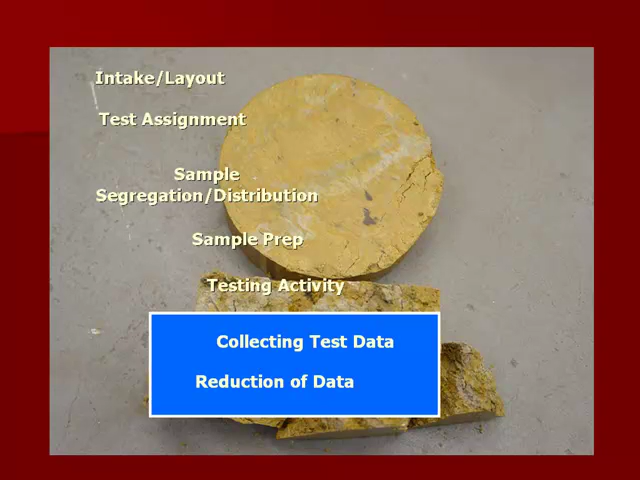 Intake/Layout
Test Assignment
Sample
Segregation/Distribution
Sample Prep
Testing Activity
Collecting Test Data
Reduction of Data